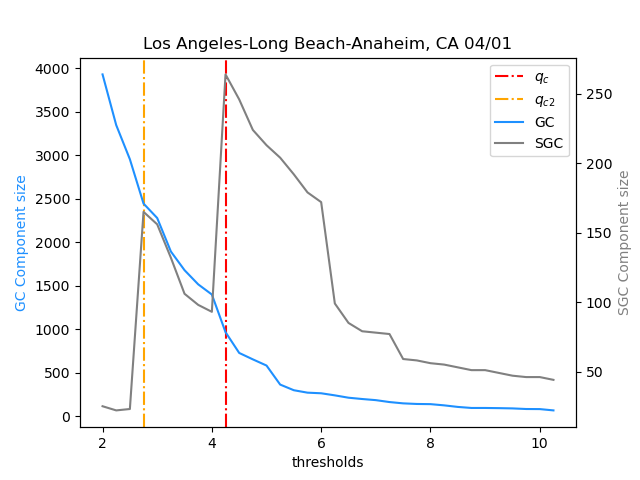 Los Angeles-Long Beach-Anaheim, CA 04/01
4000
3500
3000
2500
2000
1500
1000
500
0
GC Component size
250
200
150
100
50
SGC Component size
q_c
q_c2
GC
SGC
2 4 6 8 10
thresholds